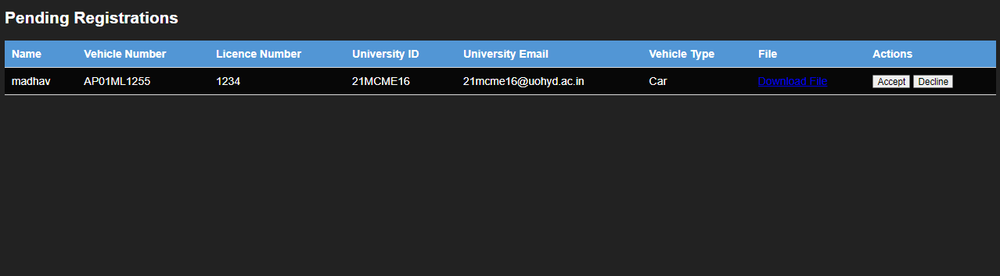 Pending Registrations
Name Vehicle Number Licence Number University ID University Email Vehicle Type File Actions
madhav AP01ML1255 1234 21MCME16 21mcme16@uohyd.ac.in Car Download File Accept Decline